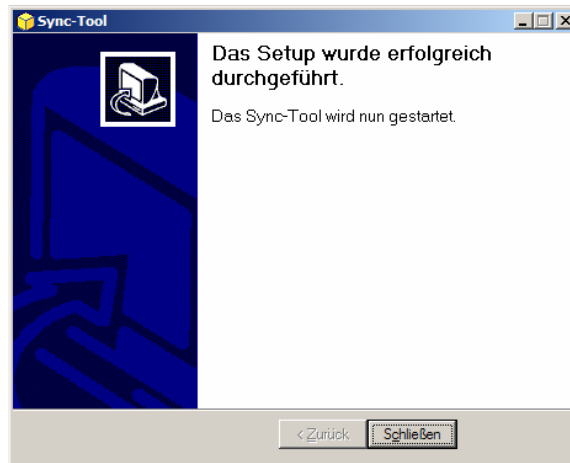 Sync-Tool
Das Setup wurde erfolgreich
durchgeführt.
Das Sync-Tool wird nun gestartet.
< Zurück
Schließen